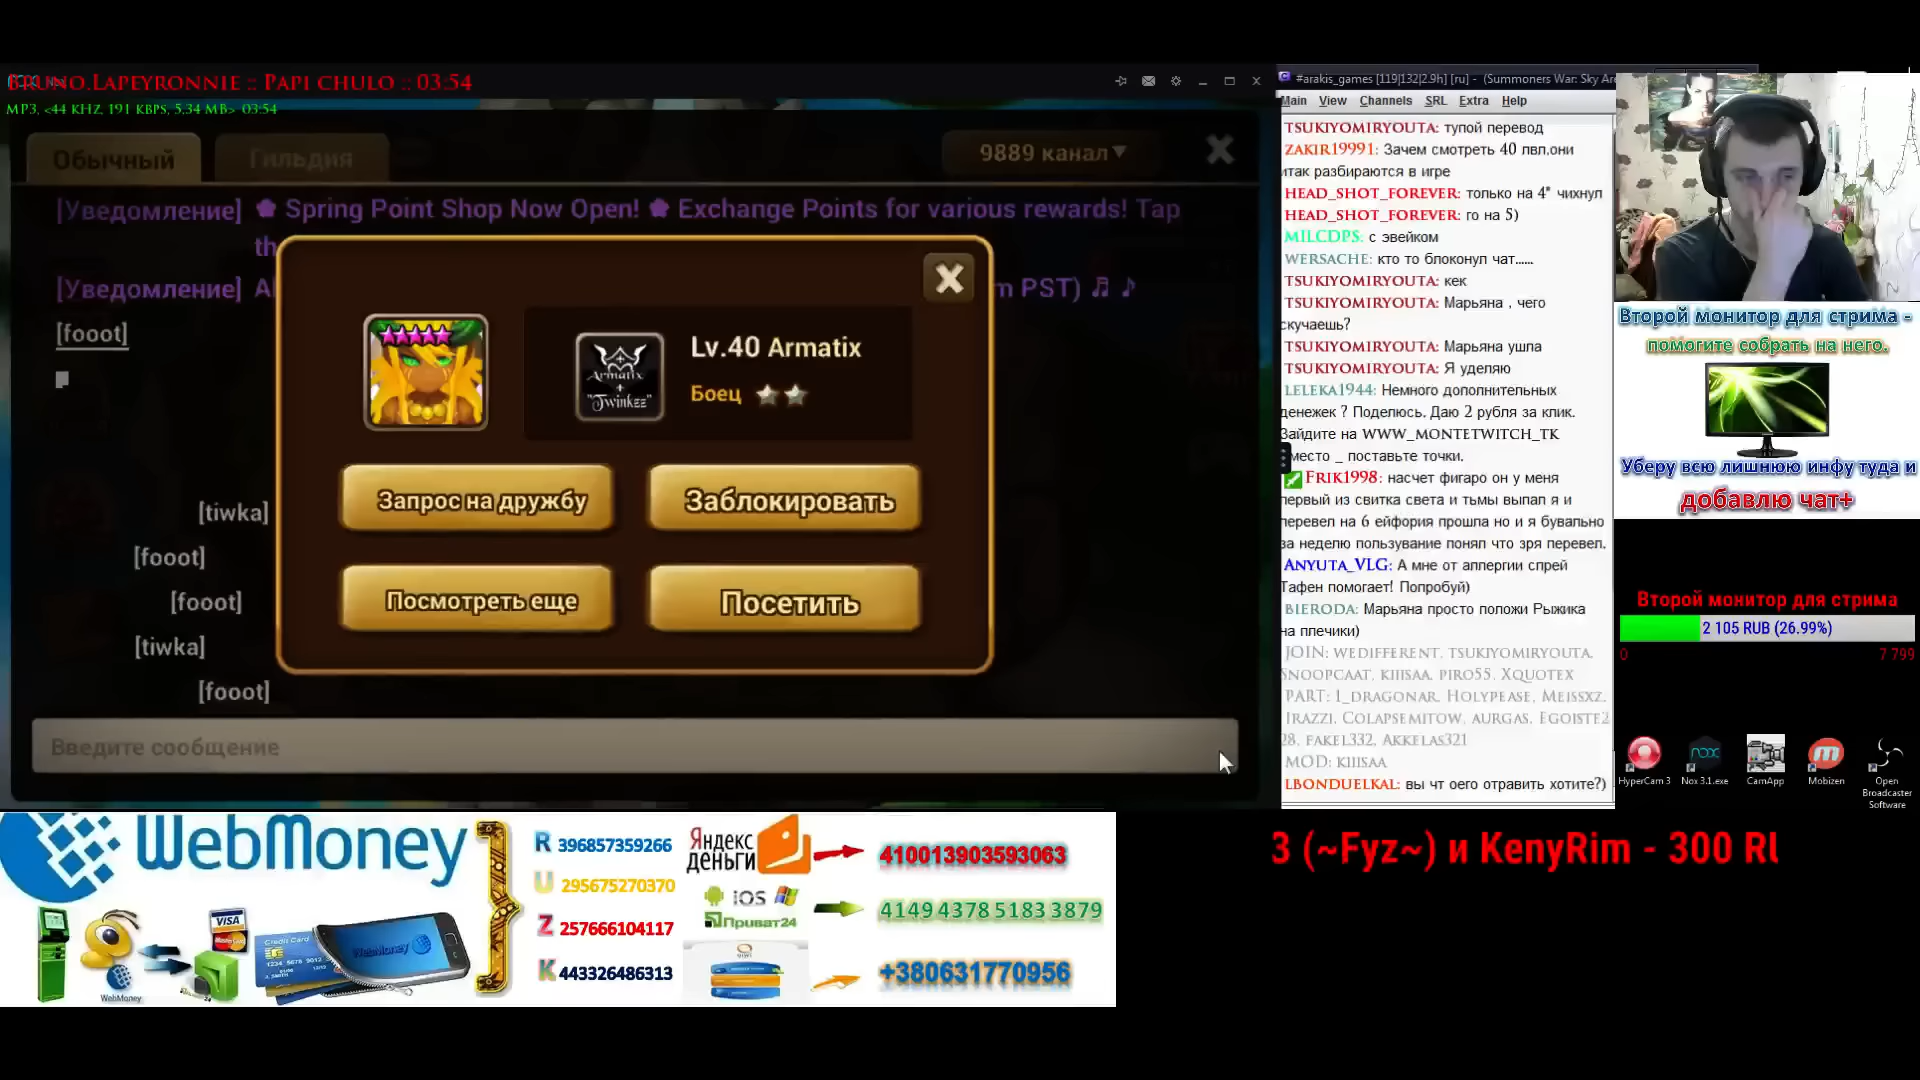 Bruno.Lapeyronnie :: Papi chulo :: 03:54
MP3, <44 KHZ, 191 KBPS, 5,34 MB> 03:54
Обычный
Гильдия
9889 канал
[Уведомление] Spring Point Shop Now Open! Exchange Points for various rewards! Tap
th
[Уведомление]
PST)
[fooot]
[tiwka]
[fooot]
[fooot]
[tiwka]
[fooot]
Введите сообщение
Armatix
+
"Twinkee"
Lv.40 Armatix
Боец
Запрос на дружбу
Заблокировать
Посмотреть еще
Посетить
#arakis_games [119|132|2.9h] [ru] - (Summoners War: Sky Are
Main View Channels SRL Extra Help
TSUKIYOMIRYOUTA: тупой перевод
ZAKIR19991: Зачем смотреть 40 лвл.они
итак разбираются в игре
HEAD_SHOT_FOREVER: только на 4* чихнул
HEAD_SHOT_FOREVER: го на 5)
MILCDPS: с эвейком
WERSACHE: кто то блоконул чат......
TSUKIYOMIRYOUTA: кек
TSUKIYOMIRYOUTA: Марьяна , чего
скучаешь?
TSUKIYOMIRYOUTA: Марьяна ушла
TSUKIYOMIRYOUTA: Я уделяю
LELEKA1944: Немного дополнительных
денежек ? Поделюсь. Даю 2 рубля за клик.
Зайдите на WWW_MONTETWITCH_TK
вместо _ поставьте точки.
FRIK1998: насчет фигаро он у меня
первый из свитка света и тьмы выпал я и
перевел на 6 ейфория прошла но и я бувально
за неделю пользувание понял что зря перевел.
ANYUTA_VLG: А мне от аллергии спрей
Тафен помогает! Попробуй)
BIERODA: Марьяна просто положи Рыжика
на плечики)
JOIN: WEDIFFERENT, TSUKIYOMIRYOUTA,
SNOOPCAAT, KIIISAA, PIRO55, XQUOTEX
PART: 1_DRAGONAR, HOLYPEASE, MEISSXZ,
IRAZZI, COLAPSEMITOW, AURGAS, EGOISTE2
28, FAKEL332, AKKELAS321
MOD: KIIISAA
LBONDUELKAL: вы чт оего отравить хотите?)
Второй монитор для стрима -
помогите собрать на него.
Уберу всю лишнюю инфу туда и
добавлю чат+
Второй монитор для стрима
2 105 RUB (26.99%)
0
7 799
HyperCam 3
Nox 3.1.exe
CamApp
Mobizen
Open
Broadcaster
Software
WebMoney
WebMoney
VISA
R 396857359266
U 295675270370
Z 257666104117
K 443326486313
Яндекс
деньги
iOS
Приват24
410013903593063
4149 4378 5183 3879
+380631770956
3 (~Fyz~) и KenyRim - 300 RU